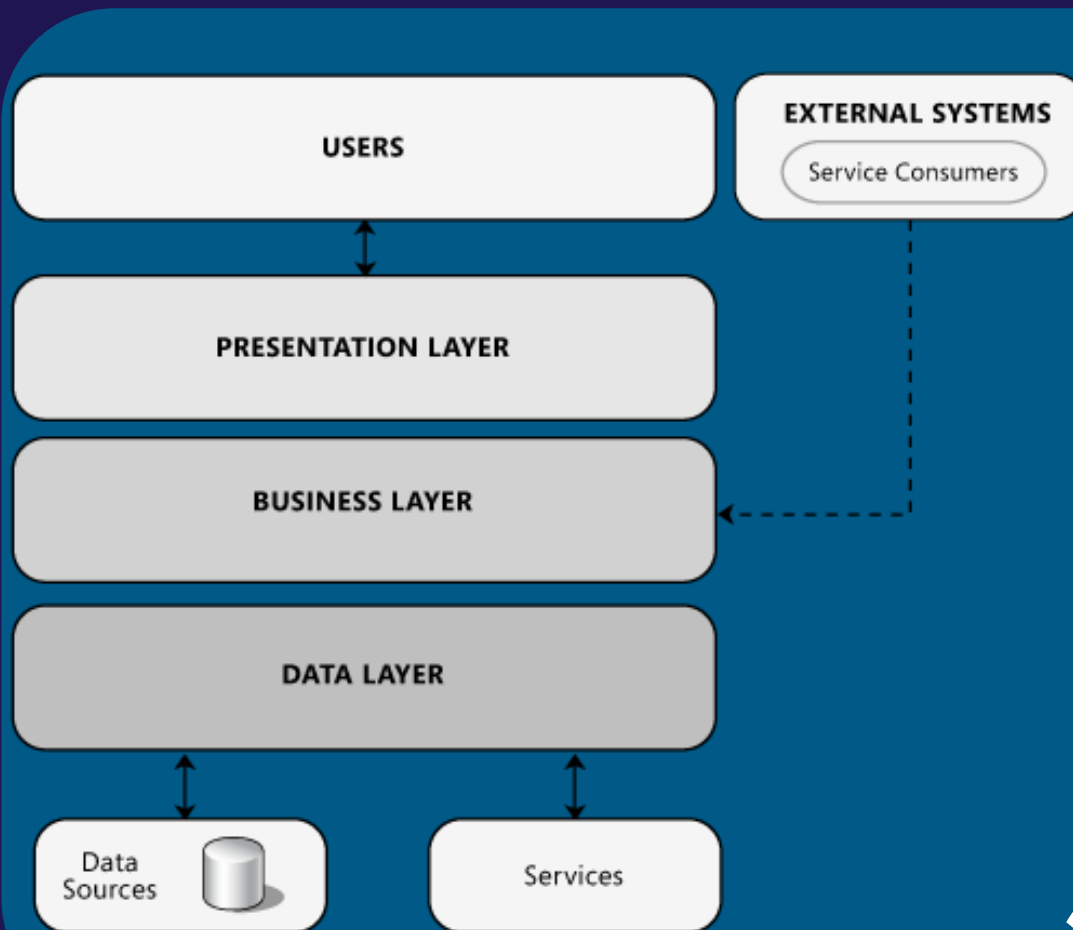 USERS
EXTERNAL SYSTEMS
Service Consumers
PRESENTATION LAYER
BUSINESS LAYER
DATA LAYER
Data
Sources
Services